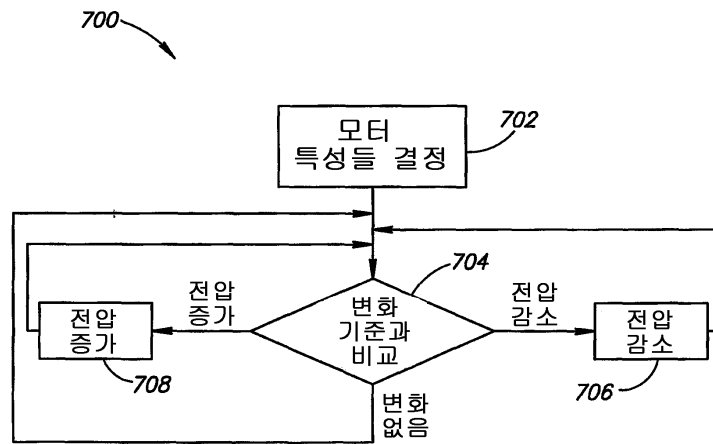 700
모터
특성들 결정
702
704
전압
증가
708
전압
증가
변화
기준과
비교
전압
감소
전압
감소
706
변화
없음